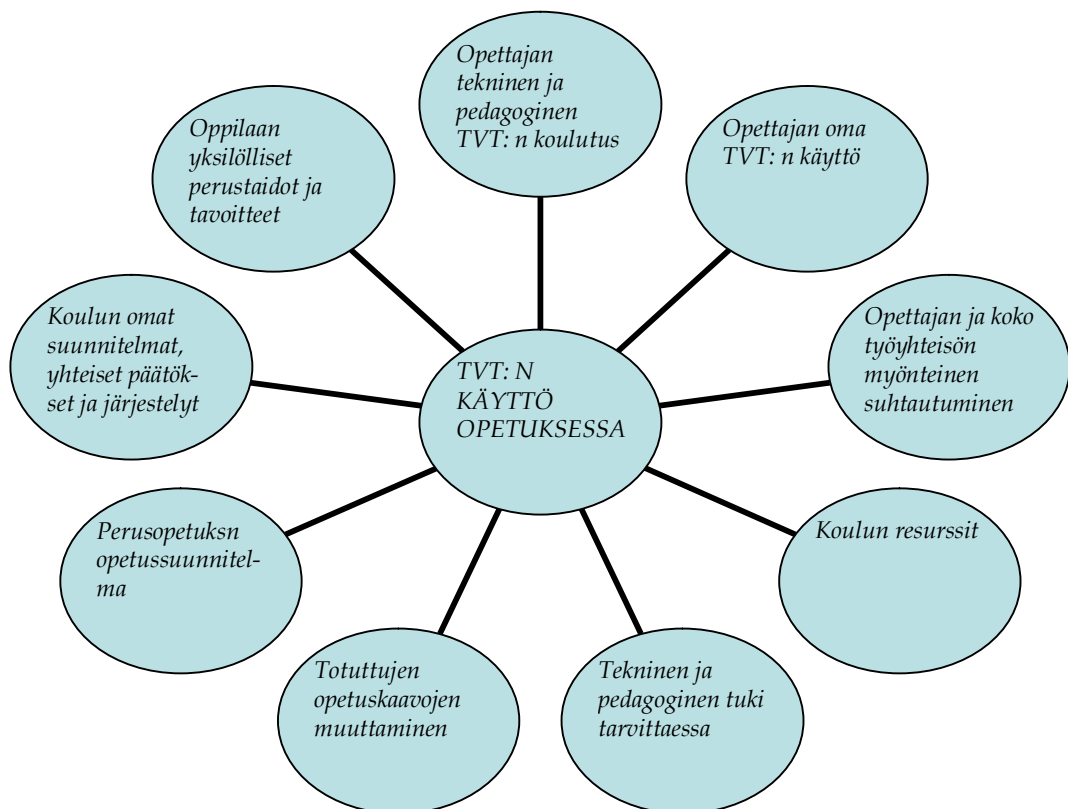 Opettajan
tekninen ja
pedagoginen
TVT: n koulutus
Opettajan oma
TVT: n käyttö
Opettajan ja koko
työyhteisön
myönteinen
suhtautuminen
Koulun resurssit
Tekninen ja
pedagoginen tuki
tarvittaessa
Totuttujen
opetuskaavojen
muuttaminen
Perusopetuksn
opetussuunnitel-
ma
Koulun omat
suunnitelmat,
yhteiset päätök-
set ja järjestelyt
Oppilaan
yksilölliset
perustaidot ja
tavoitteet
TVT: N
KÄYTTÖ
OPETUKSESSA